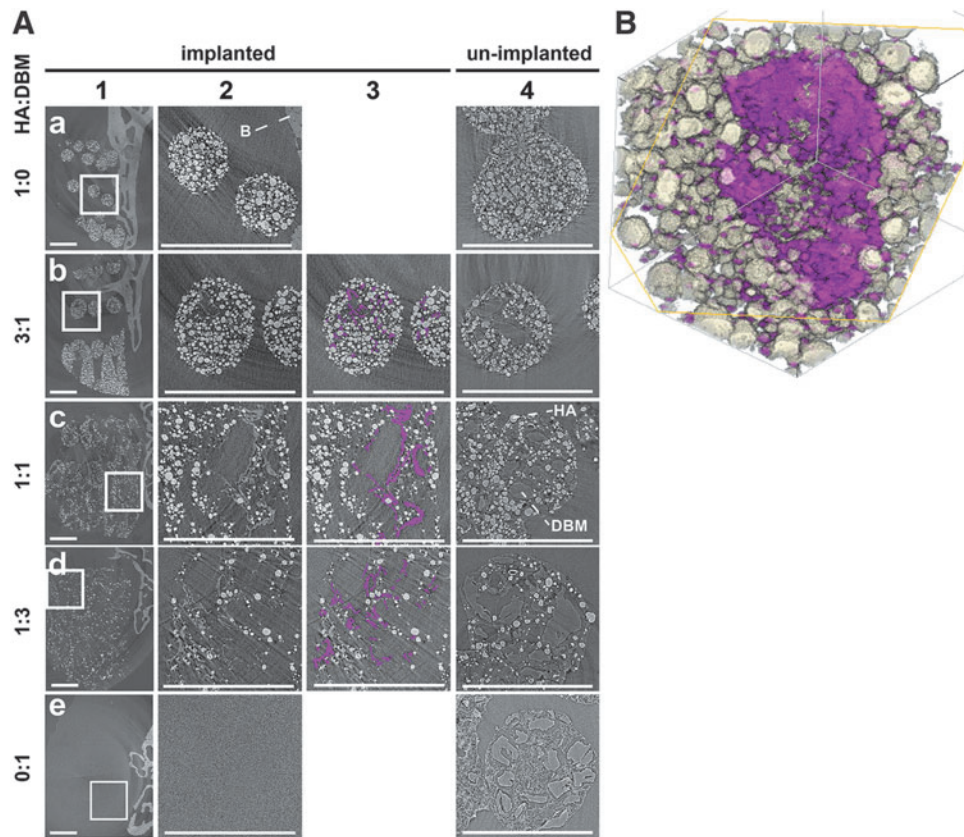 A
B
implanted
un-implanted
HA:DBM
1
2
3
4
a
1:0
B
b
3:1
c
1:1
HA
DBM
d
1:3
e
0:1